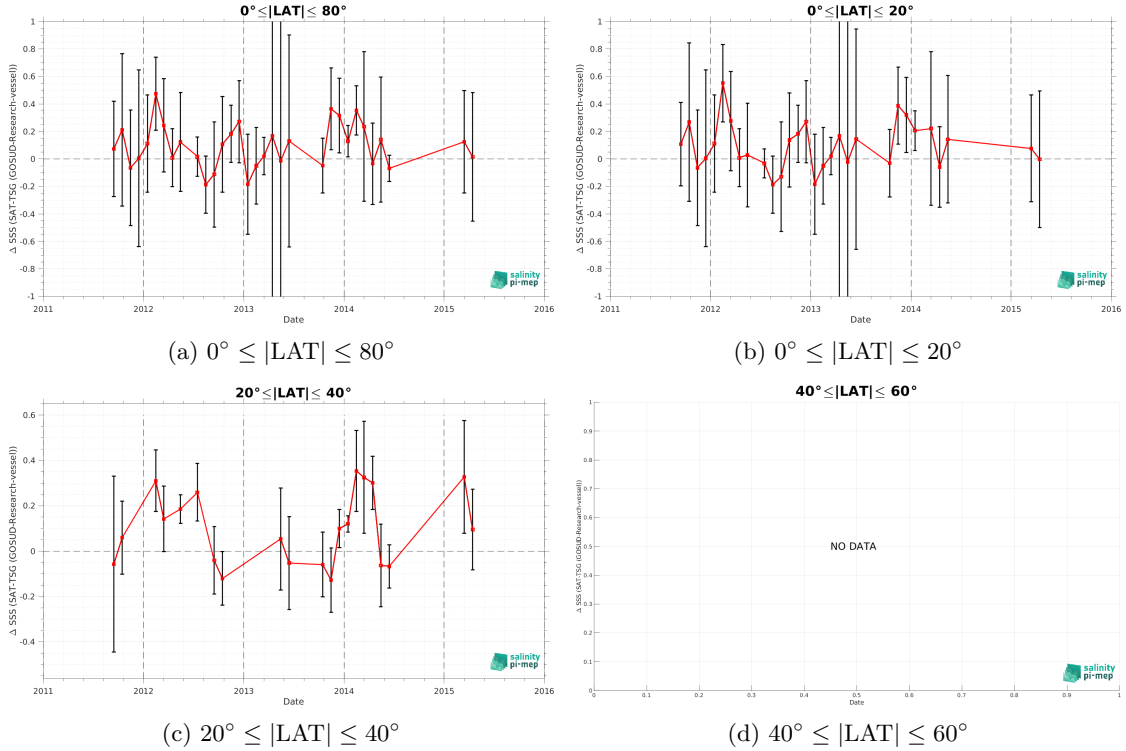 0°≤|LAT|≤ 80°
Δ SSS (SAT-TSG (GOSUD-Research-vessel))
1
0.8
0.6
0.4
0.2
0
-0.2
-0.4
-0.6
-0.8
-1
2011 2012 2013 2014 2015 2016
Date
salinity
pi-mep
(a) 0° ≤ |LAT| ≤ 80°
0°≤|LAT|≤ 20°
Δ SSS (SAT-TSG (GOSUD-Research-vessel))
1
0.8
0.6
0.4
0.2
0
-0.2
-0.4
-0.6
-0.8
-1
2011 2012 2013 2014 2015 2016
Date
salinity
pi-mep
(b) 0° ≤ |LAT| ≤ 20°
20°≤|LAT|≤ 40°
Δ SSS (SAT-TSG (GOSUD-Research-vessel))
0.6
0.4
0.2
0
-0.2
-0.4
2011 2012 2013 2014 2015 2016
Date
salinity
pi-mep
(c) 20° ≤ |LAT| ≤ 40°
40°≤|LAT|≤ 60°
Δ SSS (SAT-TSG (GOSUD-Research-vessel))
1
0.9
0.8
0.7
0.6
0.5
0.4
0.3
0.2
0.1
0
NO DATA
0 0.1 0.2 0.3 0.4 0.5 0.6 0.7 0.8 0.9 1
Date
salinity
pi-mep
(d) 40° ≤ |LAT| ≤ 60°